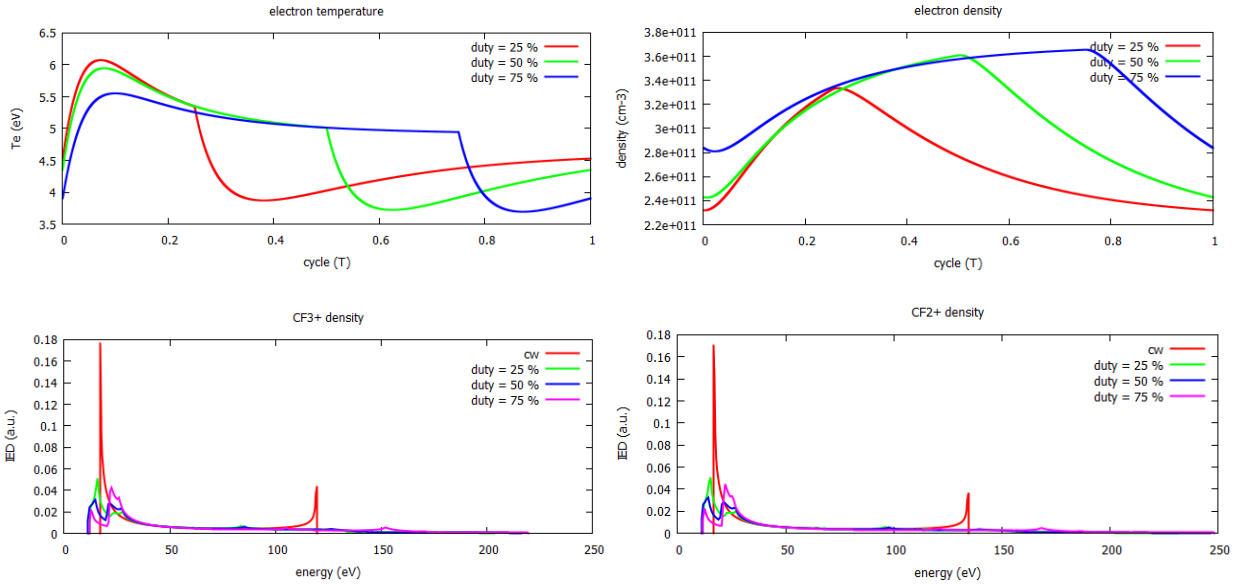 electron temperature
Te (eV)
6.5
6
5.5
5
4.5
4
3.5
0
0.2
0.4
0.6
0.8
1
cycle (T)
duty = 25 %
duty = 50 %
duty = 75 %
electron density
density (cm-3)
3.8e+011
3.6e+011
3.4e+011
3.2e+011
3e+011
2.8e+011
2.6e+011
2.4e+011
2.2e+011
0
0.2
0.4
0.6
0.8
1
cycle (T)
duty = 25 %
duty = 50 %
duty = 75 %
CF3+ density
IED (a.u.)
0.18
0.16
0.14
0.12
0.1
0.08
0.06
0.04
0.02
0
0
50
100
150
200
250
energy (eV)
cw
duty = 25 %
duty = 50 %
duty = 75 %
CF2+ density
IED (a.u.)
0.18
0.16
0.14
0.12
0.1
0.08
0.06
0.04
0.02
0
0
50
100
150
200
250
energy (eV)
cw
duty = 25 %
duty = 50 %
duty = 75 %